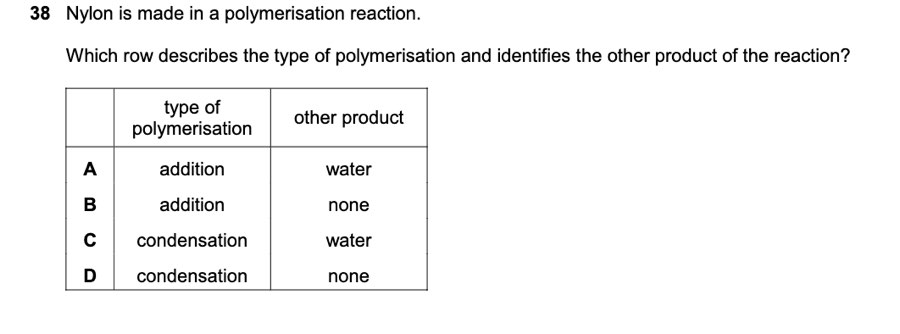 38 Nylon is made in a polymerisation reaction.
Which row describes the type of polymerisation and identifies the other product of the reaction?
type of polymerisation other product
A addition water
B addition none
C condensation water
D condensation none